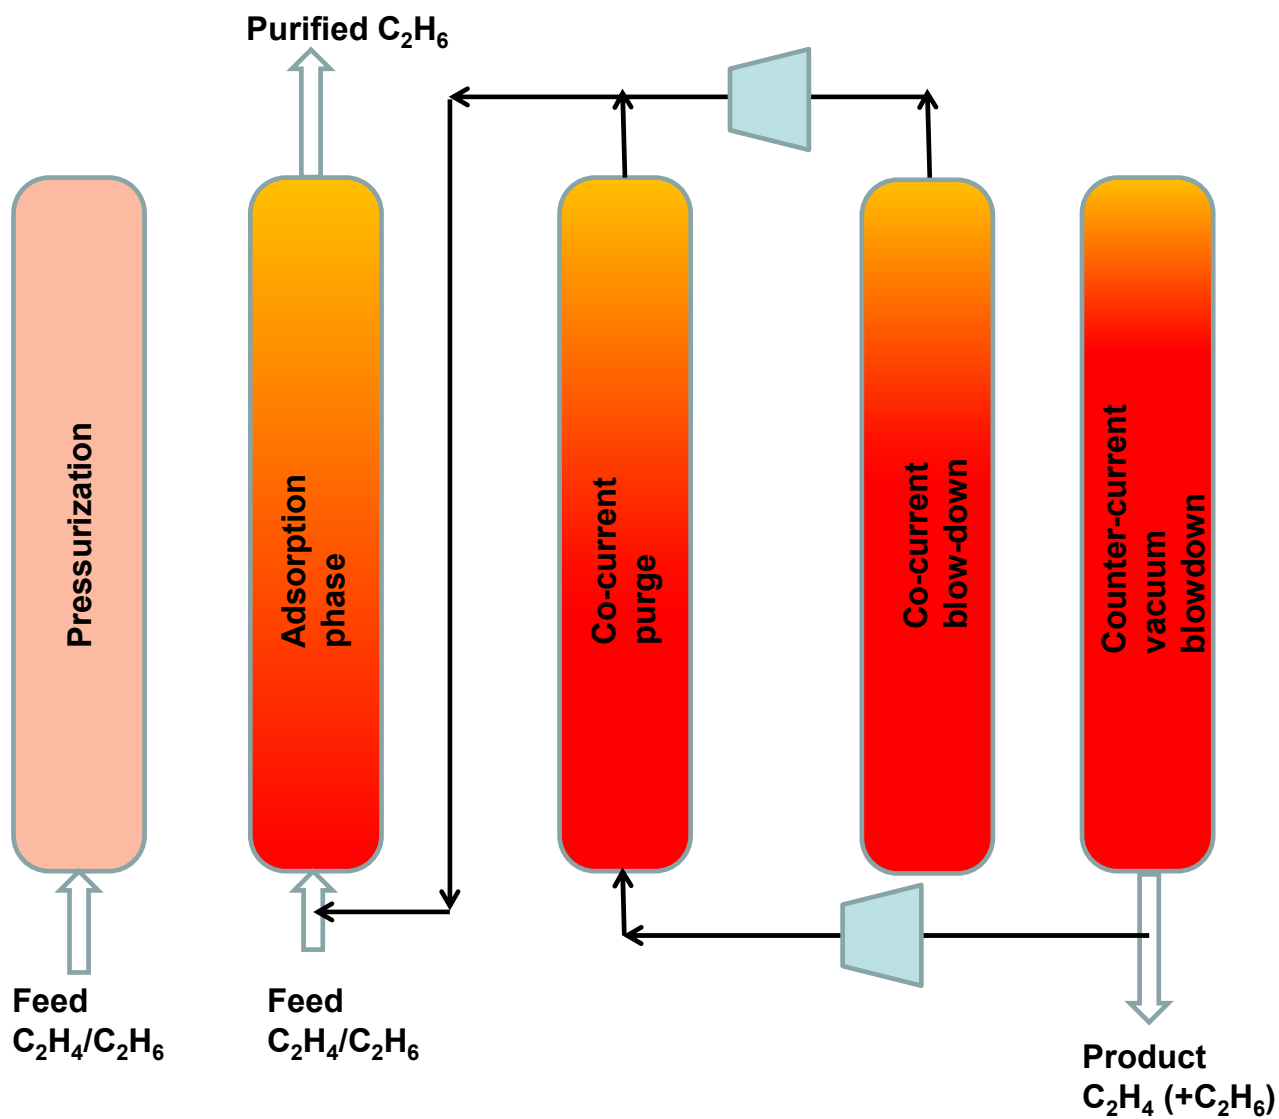 Purified C₂H₆
Pressurization
Adsorption
phase
Co-current
purge
Co-current
blow-down
Counter-current
vacuum
blowdown
Feed
C₂H₄/C₂H₆
Feed
C₂H₄/C₂H₆
Product
C₂H₄ (+C₂H₆)